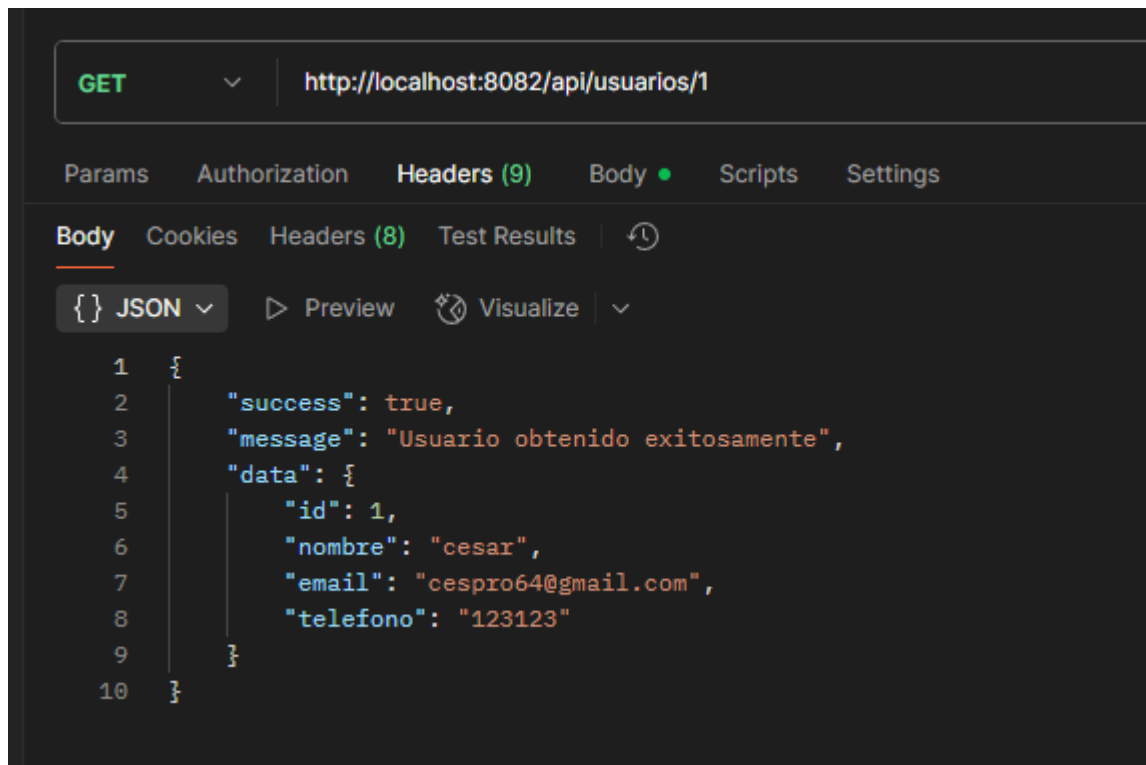 GET http://localhost:8082/api/usuarios/1
Params Authorization Headers (9) Body Scripts Settings
Body Cookies Headers (8) Test Results
{} JSON Preview Visualize
1 {
2 "success": true,
3 "message": "Usuario obtenido exitosamente",
4 "data": {
5 "id": 1,
6 "nombre": "cesar",
7 "email": "cespro64@gmail.com",
8 "telefono": "123123"
9 }
10 }